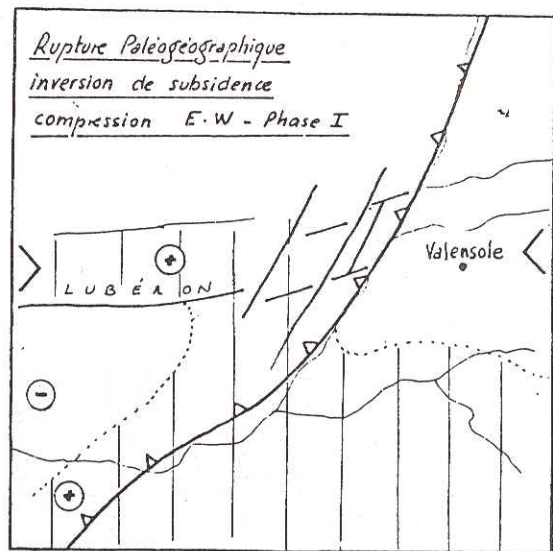 Rupture Paléogéographique
inversion de subsidence
compression E.W - Phase I
+
Valensole
LUBÉRON
-
+